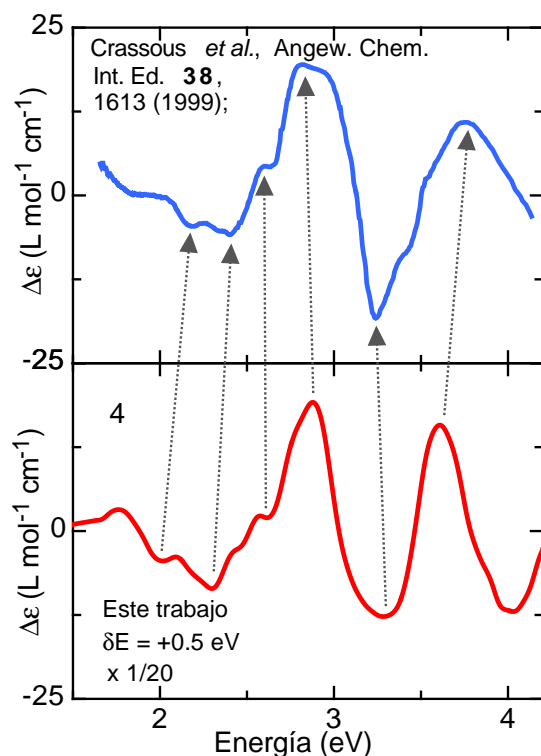 25
Crassous et al., Angew. Chem.
Int. Ed. 38,
1613 (1999);
0
Δε (L mol-1 cm-1)
-25
4
0
Δε (L mol-1 cm-1)
Este trabajo
δE = +0.5 eV
x 1/20
-25
2 3 4
Energía (eV)